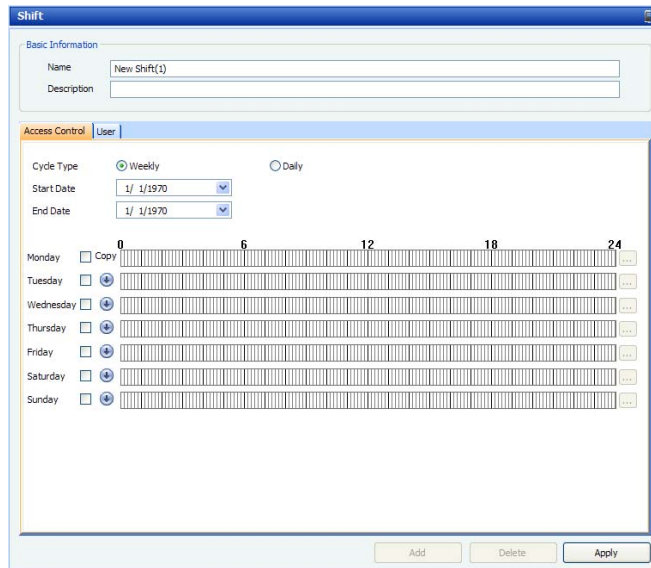 Shift
Basic Information
Name New Shift(1)
Description
Access Control User
Cycle Type Weekly Daily
Start Date 1/ 1/1970
End Date 1/ 1/1970
0 6 12 18 24
Monday Copy ...
Tuesday ...
Wednesday ...
Thursday ...
Friday ...
Saturday ...
Sunday ...
Add Delete Apply